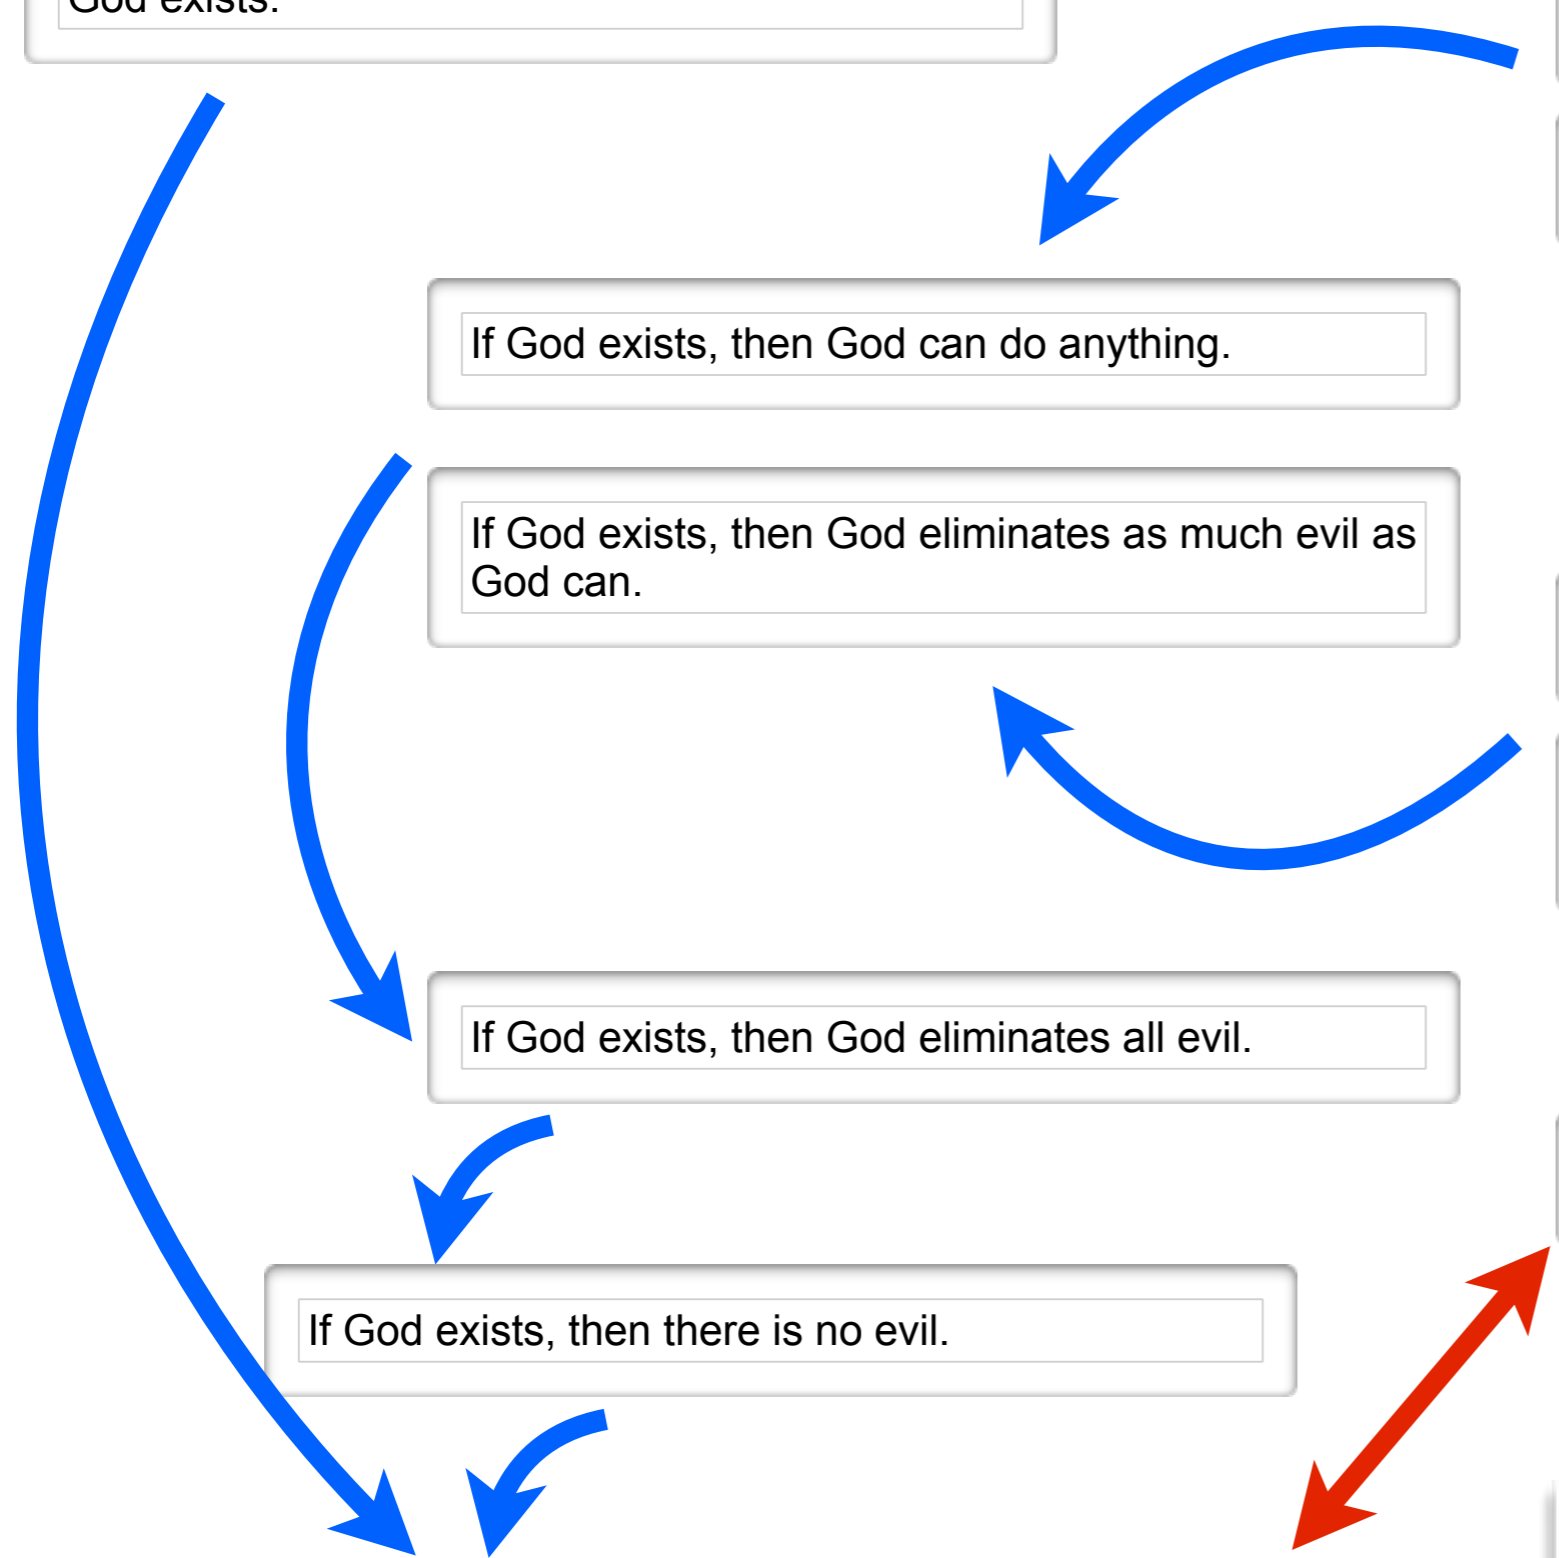 God exists.
If God exists, then God can do anything.
If God exists, then God eliminates as much evil as
God can.
If God exists, then God eliminates all evil.
If God exists, then there is no evil.